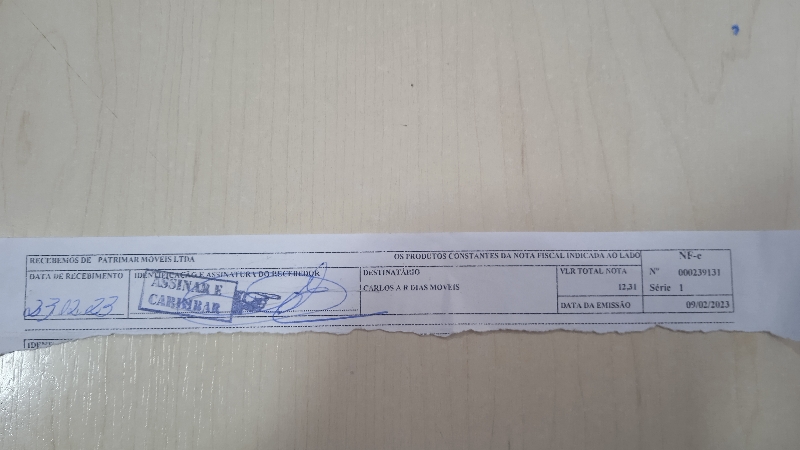 RECEBEMOS DE PATRIMAR MOVEIS LTDA OS PRODUTOS CONSTANTES DA NOTA FISCAL INDICADA AO LADO
NF-e
DATA DE RECEBIMENTO
23.02.23
IDENTIFICAÇÃO E ASSINATURA DO RECEBEDOR
ASSINAR E
CARIMBAR
DESTINATÁRIO
CARLOS A R DIAS MOVEIS
VLR TOTAL NOTA
12,31
DATA DA EMISSÃO
Nº 000239131
Série 1
09/02/2023